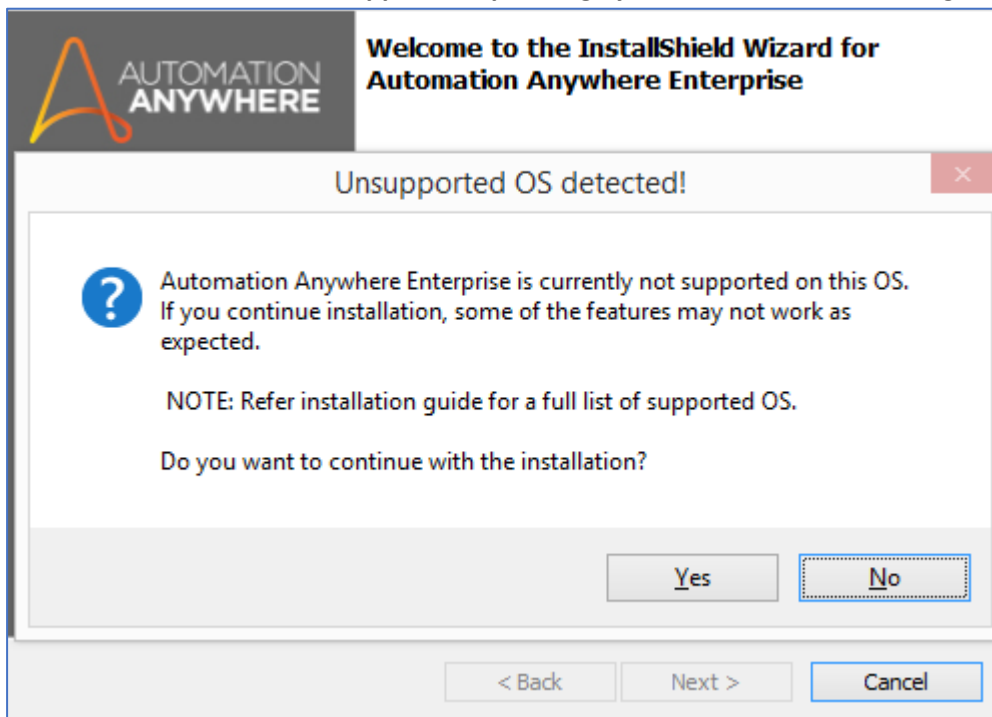 Welcome to the InstallShield Wizard for
Automation Anywhere Enterprise
AUTOMATION
ANYWHERE
Unsupported OS detected!
Automation Anywhere Enterprise is currently not supported on this OS.
If you continue installation, some of the features may not work as
expected.
NOTE: Refer installation guide for a full list of supported OS.
Do you want to continue with the installation?
Yes
No
< Back
Next >
Cancel